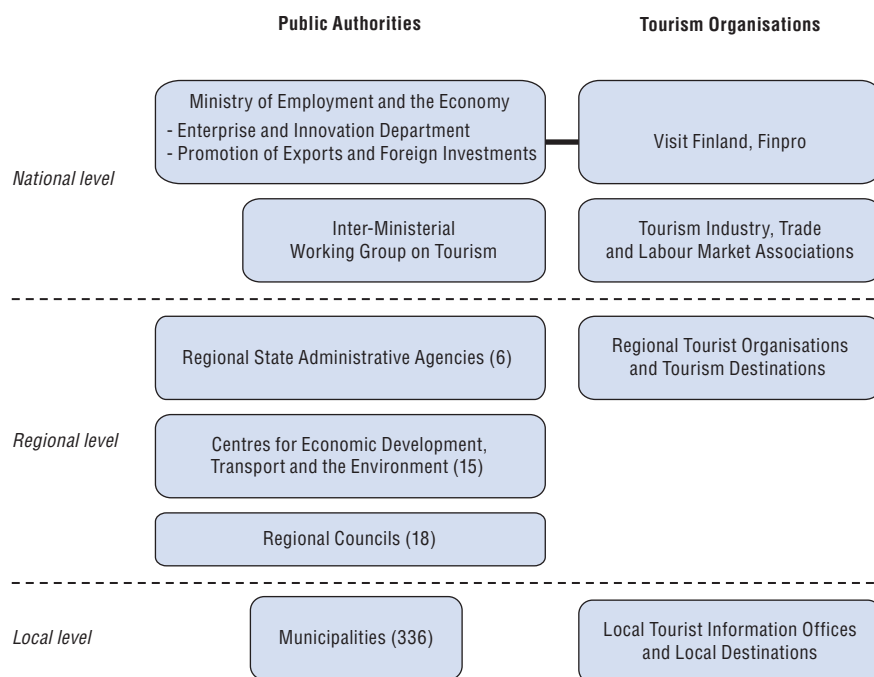 Public Authorities
Tourism Organisations
National level
Ministry of Employment and the Economy
- Enterprise and Innovation Department
- Promotion of Exports and Foreign Investments
Visit Finland, Finpro
Inter-Ministerial
Working Group on Tourism
Tourism Industry, Trade
and Labour Market Associations
Regional level
Regional State Administrative Agencies (6)
Regional Tourist Organisations
and Tourism Destinations
Centres for Economic Development,
Transport and the Environment (15)
Regional Councils (18)
Local level
Municipalities (336)
Local Tourist Information Offices
and Local Destinations